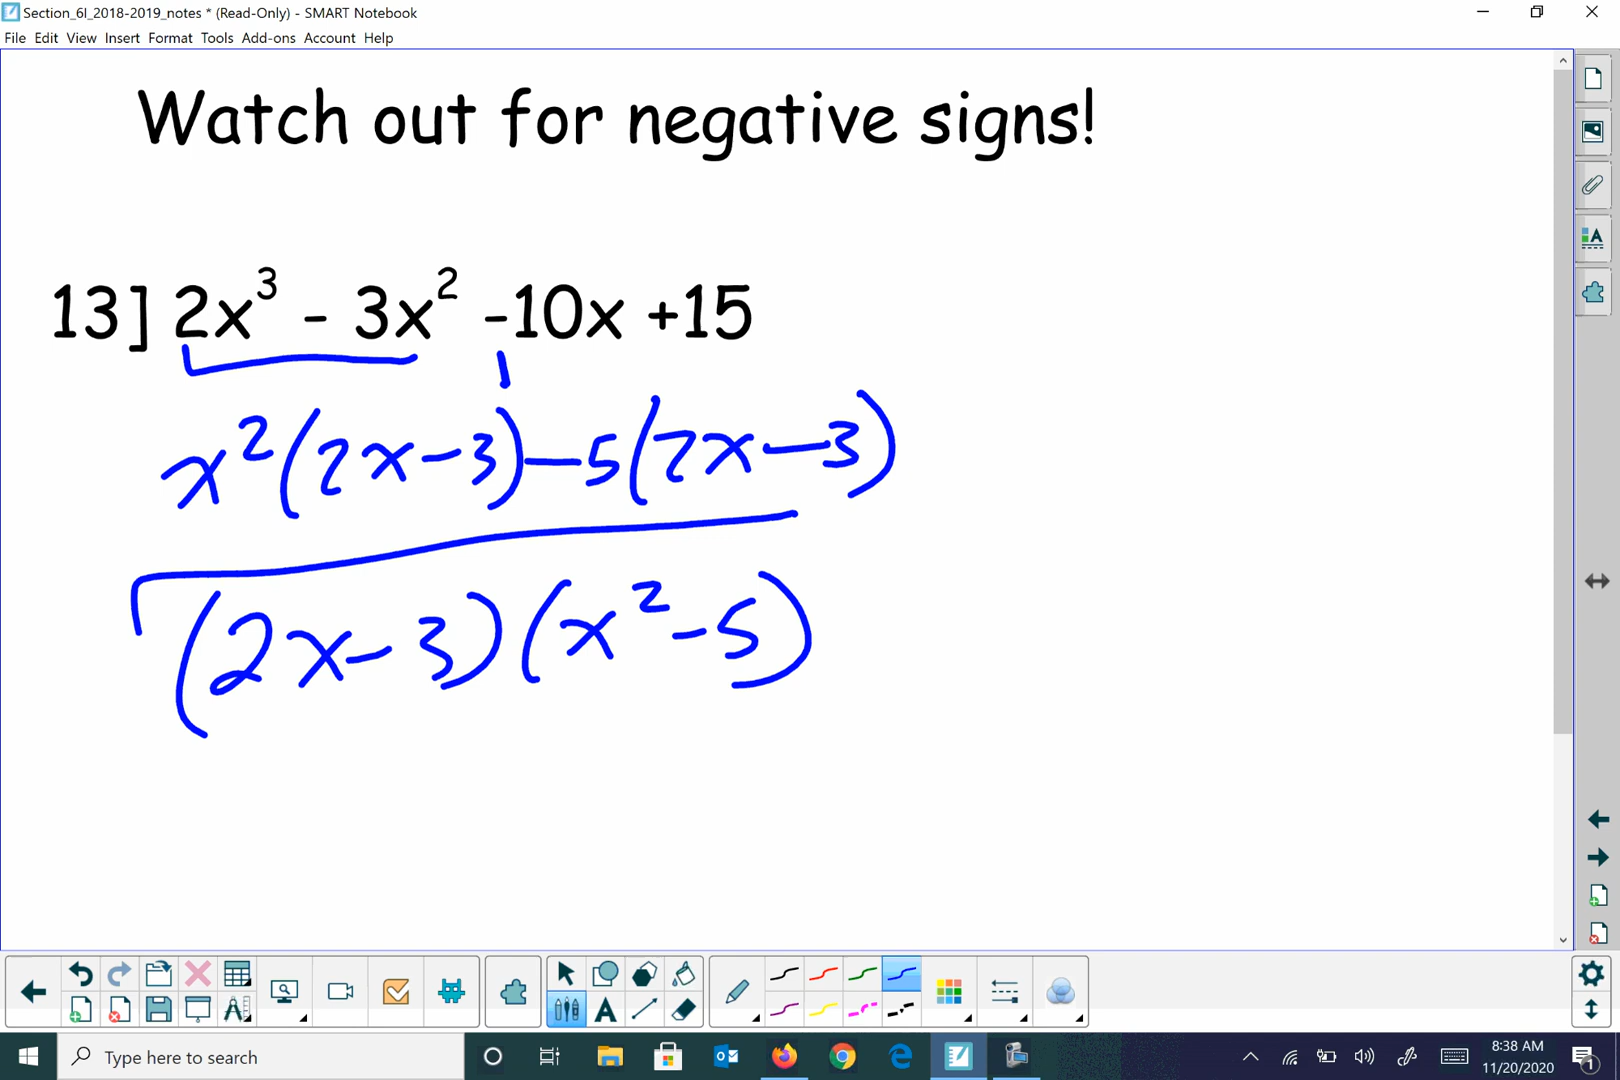 Section_6I_2018-2019_notes * (Read-Only) - SMART Notebook
File Edit View Insert Format Tools Add-ons Account Help
Watch out for negative signs!
13] 2x³ - 3x² -10x +15
x²(2x-3)-5(2x-3)
(2x-3)(x²-5)
Type here to search
8:38 AM
11/20/2020
1